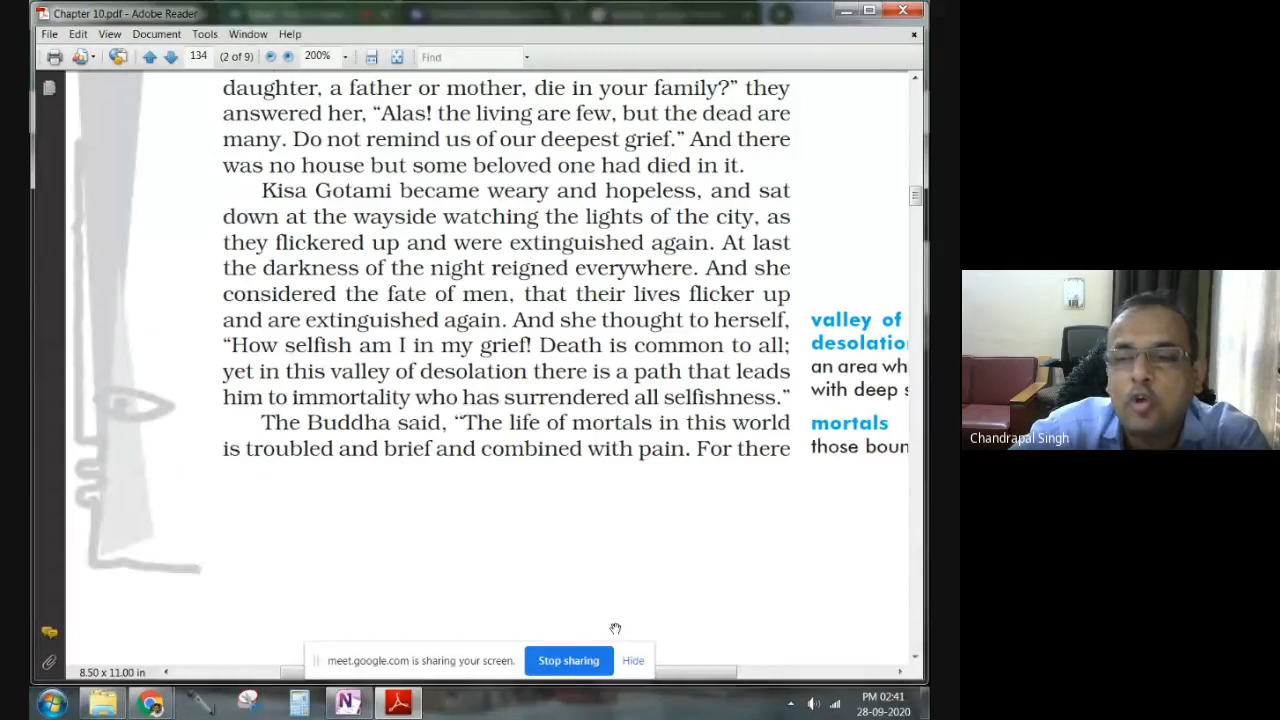 Chapter 10.pdf - Adobe Reader
File Edit View Document Tools Window Help
134 (2 of 9) 200% Find
daughter, a father or mother, die in your family?” they
answered her, “Alas! the living are few, but the dead are
many. Do not remind us of our deepest grief.” And there
was no house but some beloved one had died in it.
Kisa Gotami became weary and hopeless, and sat
down at the wayside watching the lights of the city, as
they flickered up and were extinguished again. At last
the darkness of the night reigned everywhere. And she
considered the fate of men, that their lives flicker up
and are extinguished again. And she thought to herself,
“How selfish am I in my grief! Death is common to all;
yet in this valley of desolation there is a path that leads
him to immortality who has surrendered all selfishness.”
The Buddha said, “The life of mortals in this world
is troubled and brief and combined with pain. For there
valley of
desolatio
an area wh
with deep s
mortals
those boun
Chandrapal Singh
meet.google.com is sharing your screen. Stop sharing Hide
8.50 x 11.00 in
PM 02:41
28-09-2020